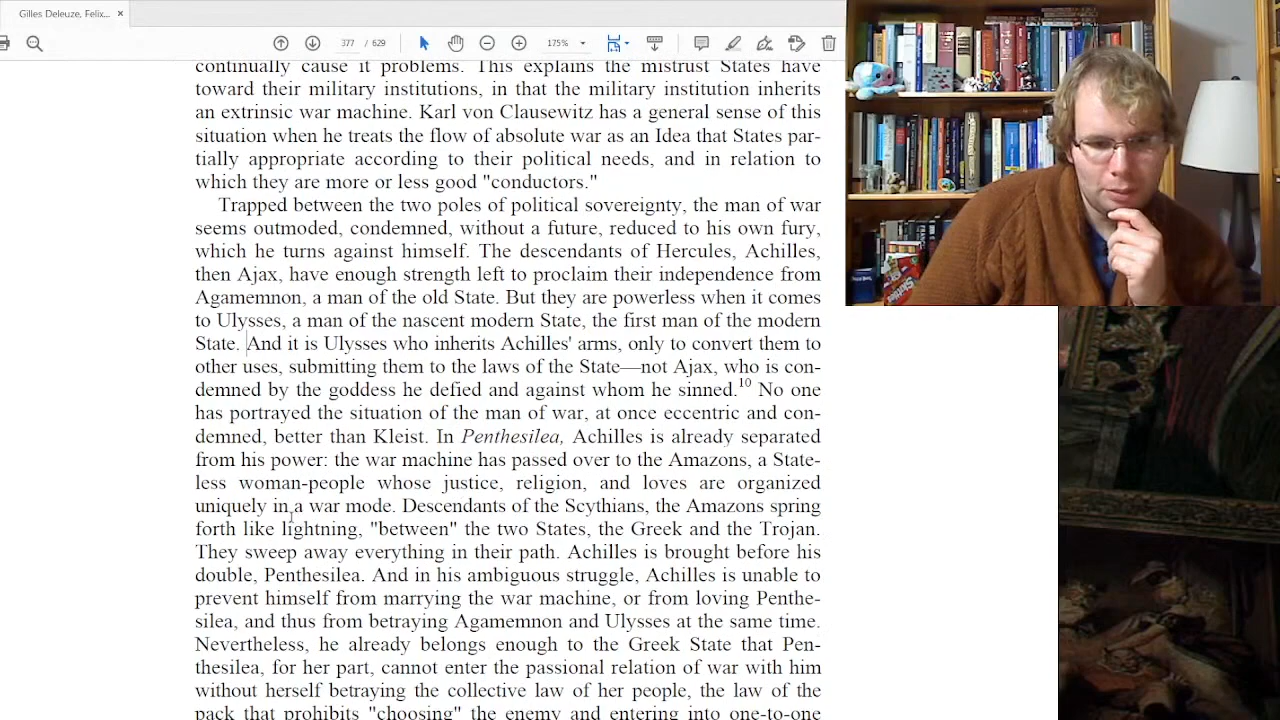 Gilles Deleuze, Felix...
377 / 629
175%
continually cause it problems. This explains the mistrust States have
toward their military institutions, in that the military institution inherits
an extrinsic war machine. Karl von Clausewitz has a general sense of this
situation when he treats the flow of absolute war as an Idea that States par-
tially appropriate according to their political needs, and in relation to
which they are more or less good "conductors."
Trapped between the two poles of political sovereignty, the man of war
seems outmoded, condemned, without a future, reduced to his own fury,
which he turns against himself. The descendants of Hercules, Achilles,
then Ajax, have enough strength left to proclaim their independence from
Agamemnon, a man of the old State. But they are powerless when it comes
to Ulysses, a man of the nascent modern State, the first man of the modern
State. And it is Ulysses who inherits Achilles' arms, only to convert them to
other uses, submitting them to the laws of the State—not Ajax, who is con-
demned by the goddess he defied and against whom he sinned.10 No one
has portrayed the situation of the man of war, at once eccentric and con-
demned, better than Kleist. In Penthesilea, Achilles is already separated
from his power: the war machine has passed over to the Amazons, a State-
less woman-people whose justice, religion, and loves are organized
uniquely in a war mode. Descendants of the Scythians, the Amazons spring
forth like lightning, "between" the two States, the Greek and the Trojan.
They sweep away everything in their path. Achilles is brought before his
double, Penthesilea. And in his ambiguous struggle, Achilles is unable to
prevent himself from marrying the war machine, or from loving Penthe-
silea, and thus from betraying Agamemnon and Ulysses at the same time.
Nevertheless, he already belongs enough to the Greek State that Pen-
thesilea, for her part, cannot enter the passional relation of war with him
without herself betraying the collective law of her people, the law of the
pack that prohibits "choosing" the enemy and entering into one-to-one
Skittles